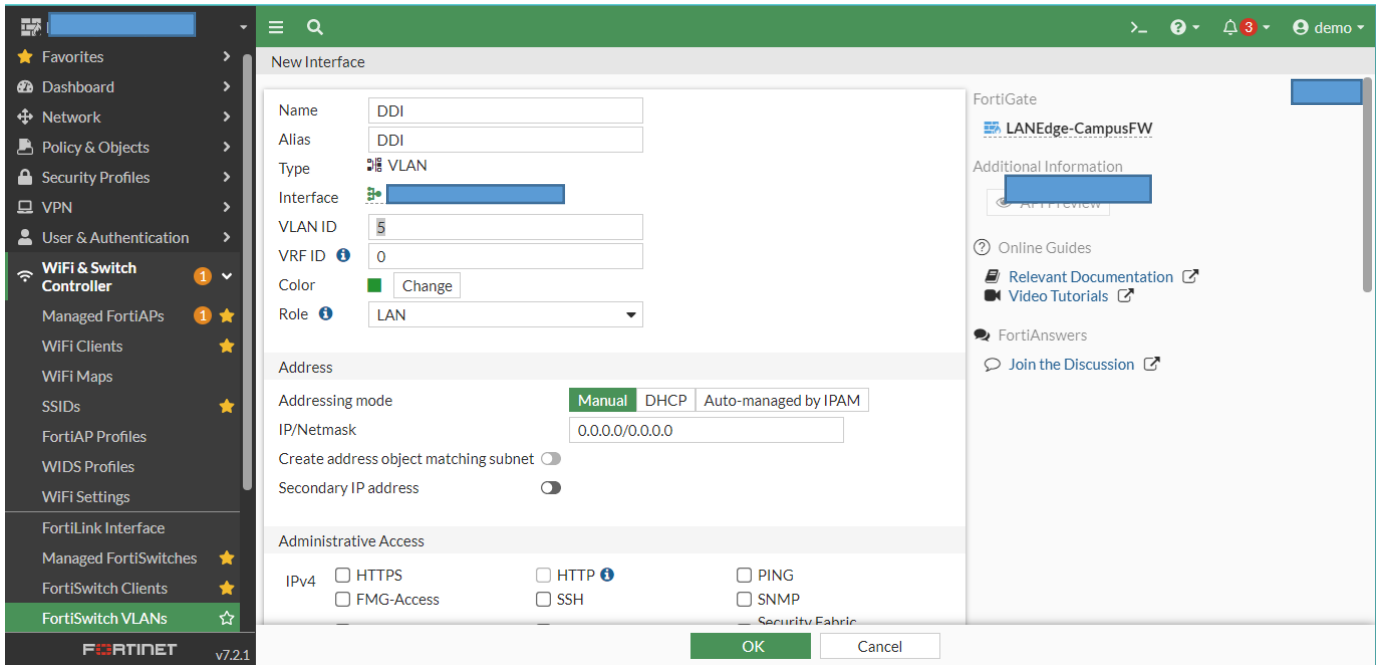 3
demo
Favorites
New Interface
Dashboard
Network
Policy & Objects
Security Profiles
VPN
User & Authentication
WiFi & Switch
Controller
1
Managed FortiAPs
1
WiFi Clients
WiFi Maps
SSIDs
FortiAP Profiles
WIDS Profiles
WiFi Settings
FortiLink Interface
Managed FortiSwitches
FortiSwitch Clients
FortiSwitch VLANs
FORTINET
v7.2.1
Name DDI
Alias DDI
Type VLAN
Interface
VLAN ID 5
VRF ID 0
Color Change
Role LAN
Address
Addressing mode Manual DHCP Auto-managed by IPAM
IP/Netmask 0.0.0.0/0.0.0.0
Create address object matching subnet
Secondary IP address
Administrative Access
IPv4 HTTPS HTTP PING
FMG-Access SSH SNMP
Security Fabric
OK Cancel
FortiGate
LANEdge-CampusFW
Additional Information
Preview
Online Guides
Relevant Documentation
Video Tutorials
FortiAnswers
Join the Discussion